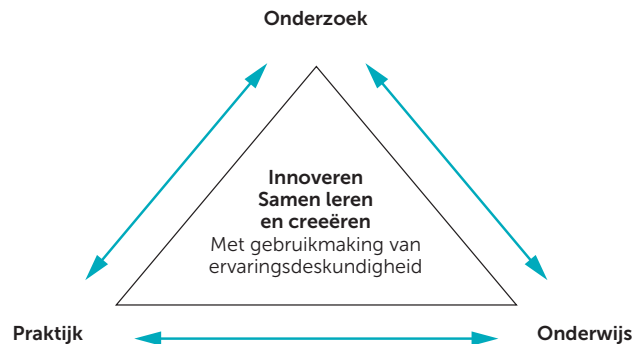 Onderzoek
Innoveren
Samen leren
en creeëren
Met gebruikmaking van
ervaringsdeskundigheid
Praktijk
Onderwijs